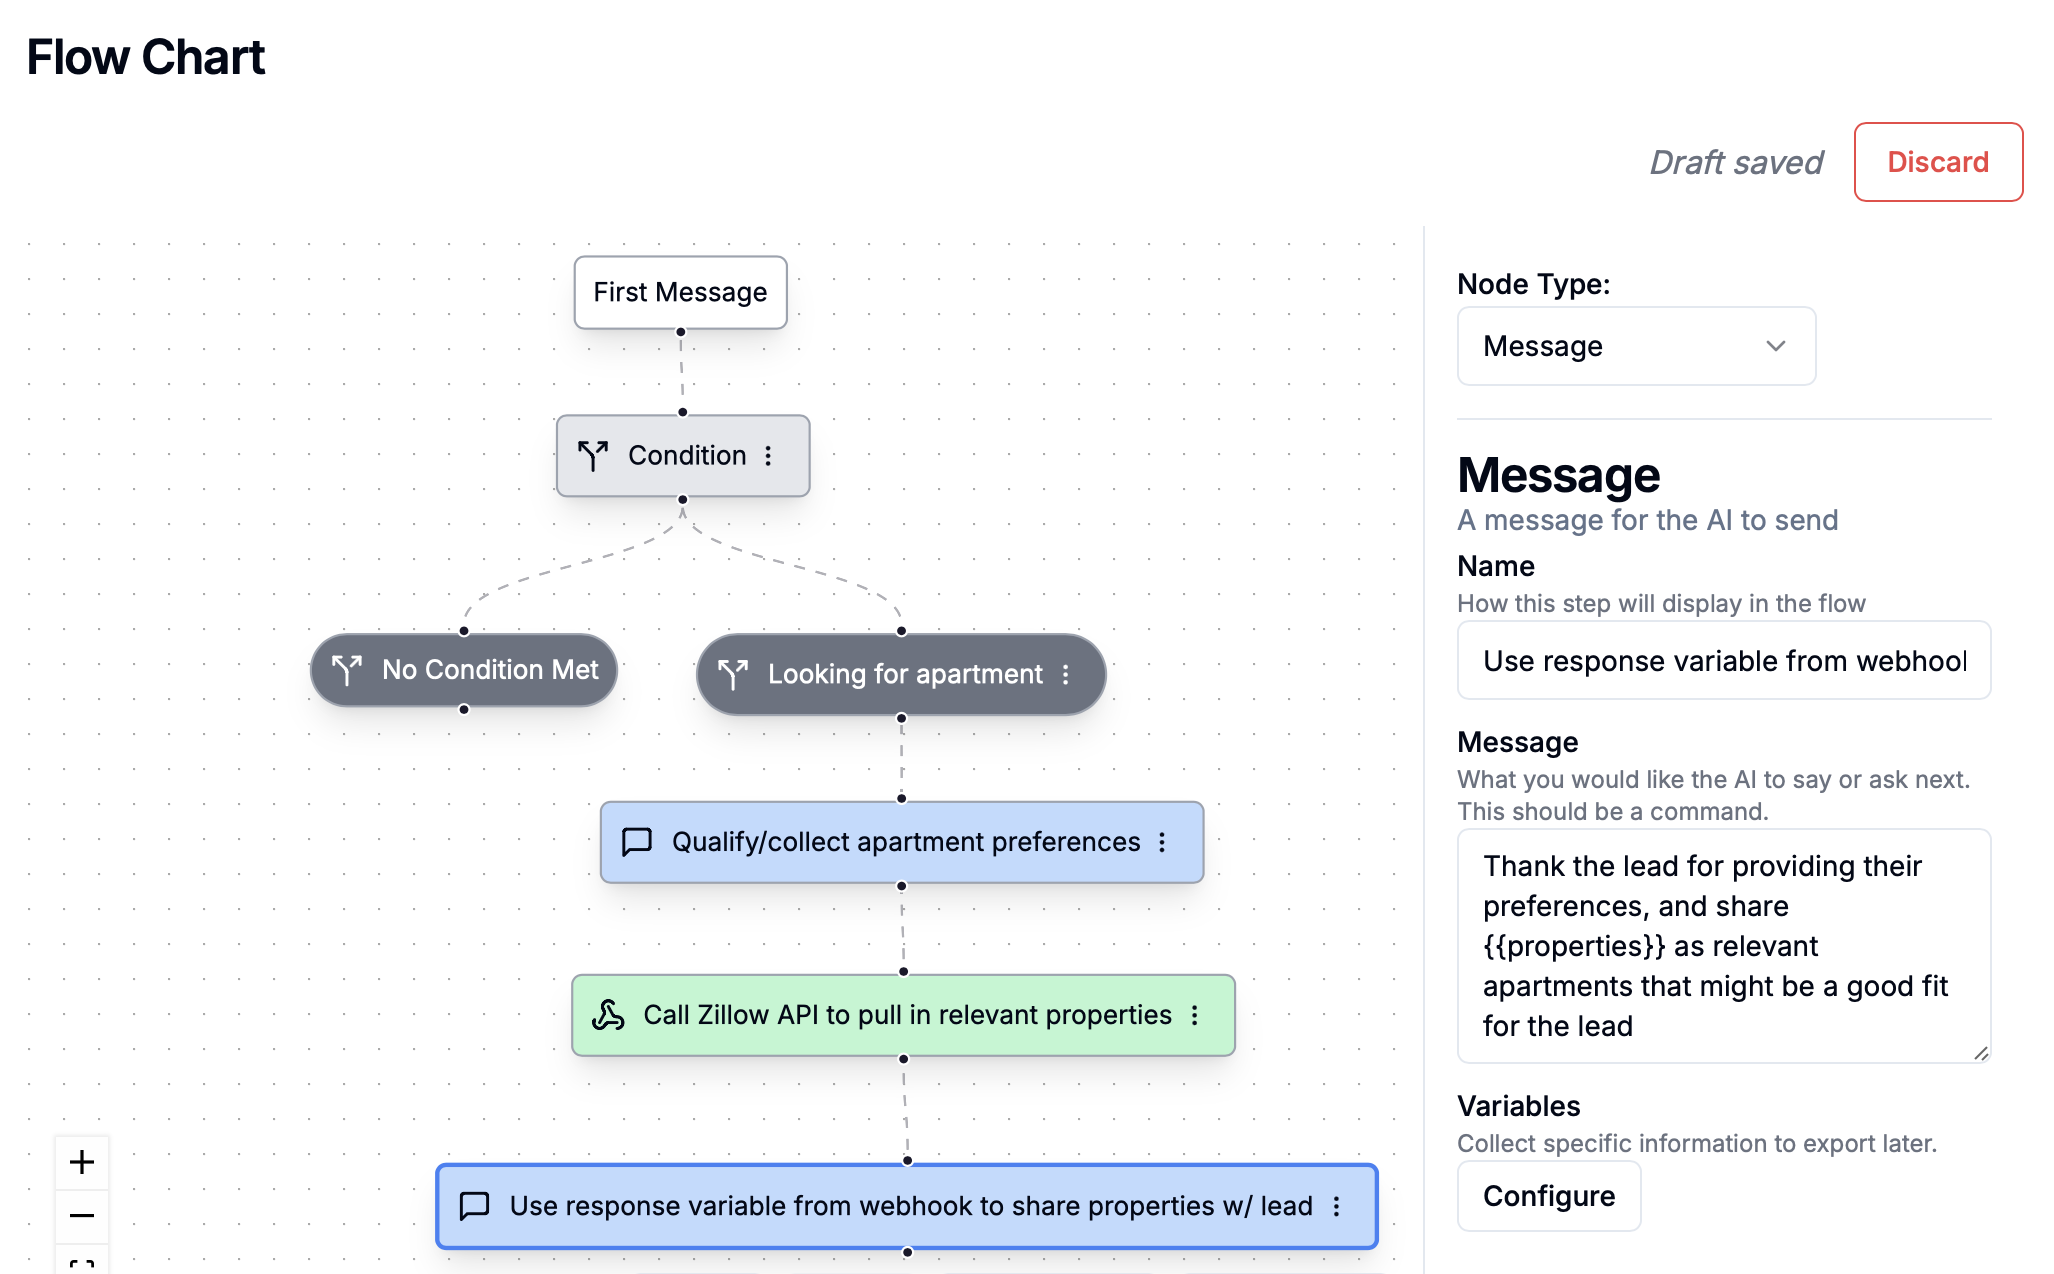 Flow Chart
Draft saved
Discard
First Message
Condition
No Condition Met
Looking for apartment
Qualify/collect apartment preferences
Call Zillow API to pull in relevant properties
Use response variable from webhook to share properties w/ lead
Node Type:
Message
Message
A message for the AI to send
Name
How this step will display in the flow
Use response variable from webhool
Message
What you would like the AI to say or ask next.
This should be a command.
Thank the lead for providing their
preferences, and share
{{properties}} as relevant
apartments that might be a good fit
for the lead
Variables
Collect specific information to export later.
Configure